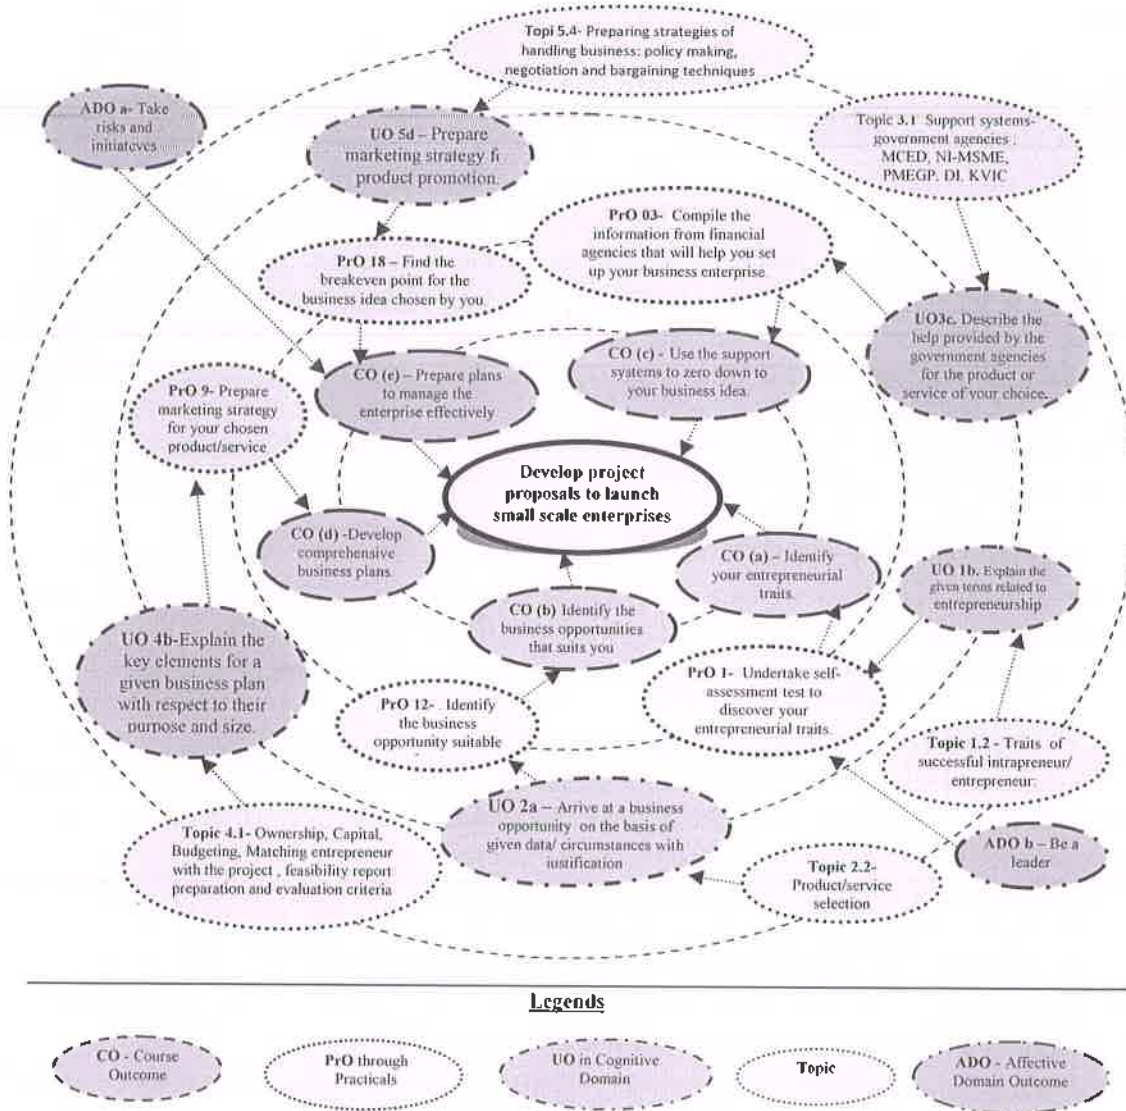 Topi 5.4- Preparing strategies of
handling business: policy making,
negotiation and bargaining techniques
ADO a- Take
risks and
initiateves
UO 5d – Prepare
marketing strategy fi
product promotion.
Topic 3.1 Support systems-
government agencies :
MCED, NI-MSME,
PMEGP, DI, KVIC
PrO 03- Compile the
information from financial
agencies that will help you set
up your business enterprise.
PrO 18 – Find the
breakeven point for the
business idea chosen by you.
UO3c. Describe the
help provided by the
government agencies
for the product or
service of your choice.
CO (e) – Prepare plans
to manage the
enterprise effectively
CO (c) - Use the support
systems to zero down to
your business idea.
PrO 9- Prepare
marketing strategy
for your chosen
product/service
Develop project
proposals to launch
small scale enterprises
CO (d) -Develop
comprehensive
business plans.
CO (a) – Identify
your entrepreneurial
traits.
UO 1b. Explain the
given terms related to
entrepreneurship
CO (b) Identify the
business opportunities
that suits you
UO 4b-Explain the
key elements for a
given business plan
with respect to their
purpose and size.
PrO 1- Undertake self-
assessment test to
discover your
entrepreneurial traits.
PrO 12- . Identify
the business
opportunity suitable
Topic 1.2 - Traits of
successful intrapreneur/
entrepreneur:
UO 2a – Arrive at a business
opportunity on the basis of
given data/ circumstances with
justification
Topic 4.1- Ownership, Capital,
Budgeting, Matching entrepreneur
with the project , feasibility report
preparation and evaluation criteria
ADO b – Be a
leader
Topic 2.2-
Product/service
selection
Legends
CO - Course
Outcome
PrO through
Practicals
UO in Cognitive
Domain
Topic
ADO - Affective
Domain Outcome